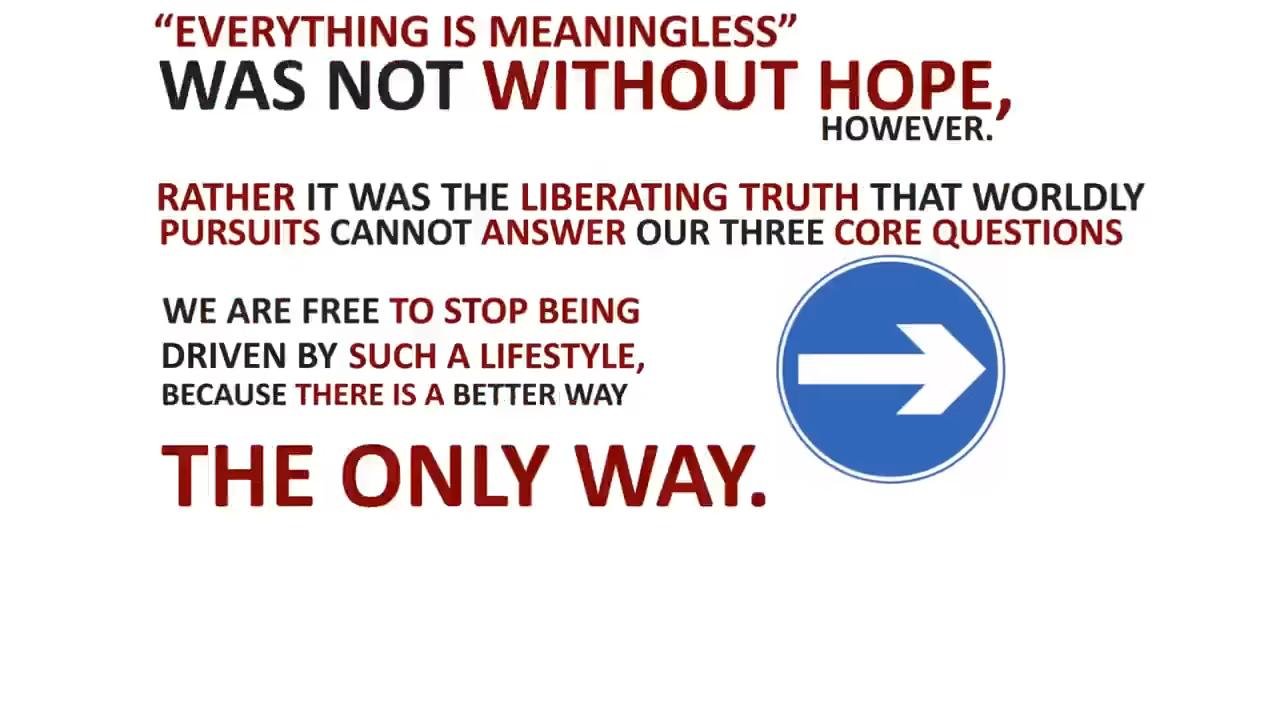 “EVERYTHING IS MEANINGLESS”
WAS NOT WITHOUT HOPE,
HOWEVER.
RATHER IT WAS THE LIBERATING TRUTH THAT WORLDLY
PURSUITS CANNOT ANSWER OUR THREE CORE QUESTIONS
WE ARE FREE TO STOP BEING
DRIVEN BY SUCH A LIFESTYLE,
BECAUSE THERE IS A BETTER WAY
THE ONLY WAY.